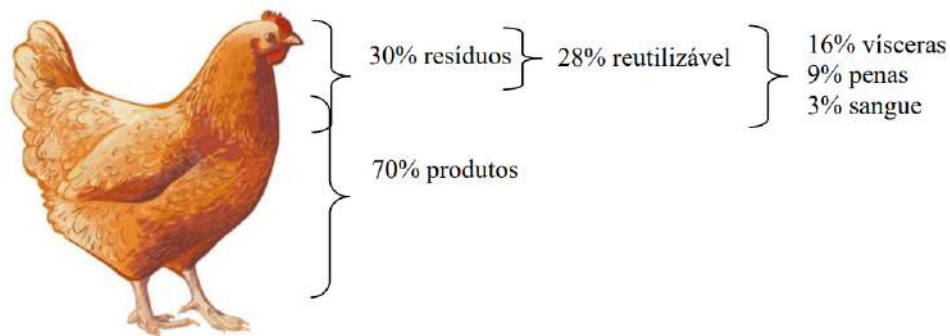 30% resíduos
28% reutilizável
16% vísceras
9% penas
3% sangue
70% produtos